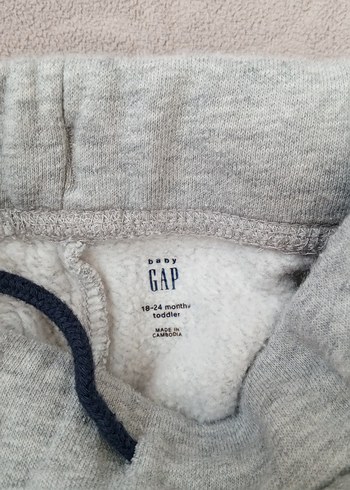 baby
GAP
18-24 months
toddler
MADE IN
CAMBODIA